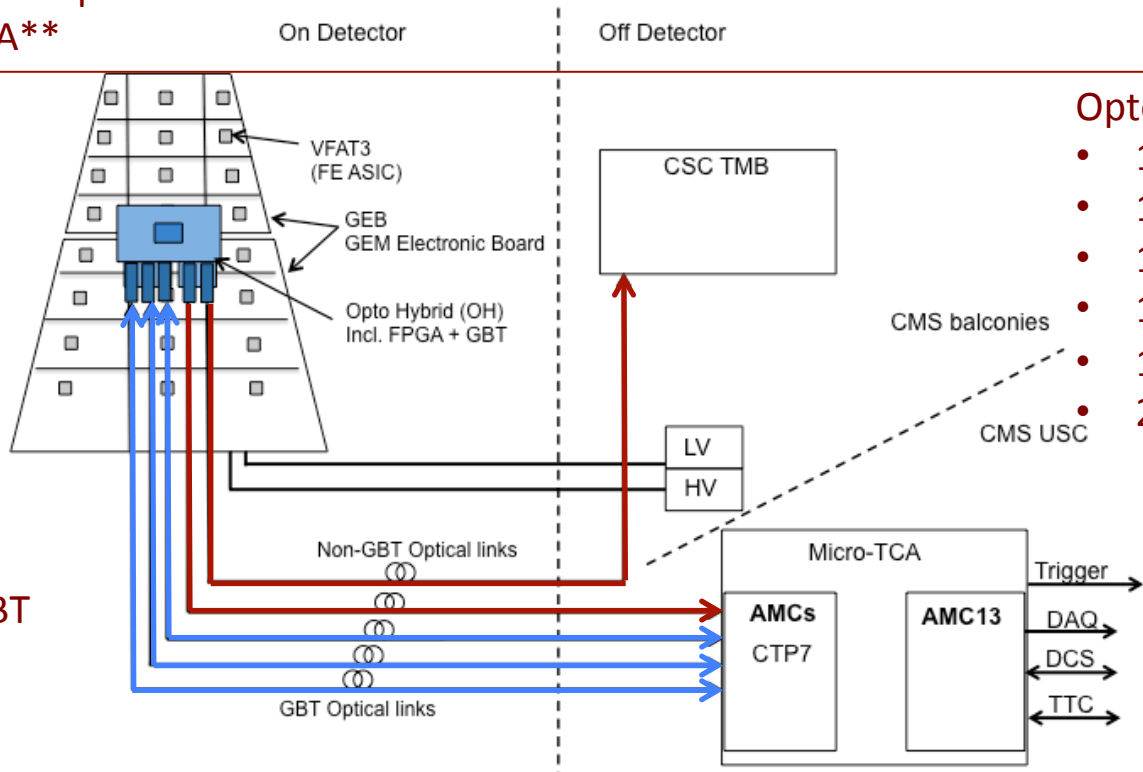 A**
On Detector
Off Detector
VFAT3
(FE ASIC)
GEB
GEM Electronic Board
Opto Hybrid (OH)
Incl. FPGA + GBT
CSC TMB
CMS balconies
CMS USC
LV
HV
Non-GBT Optical links
GBT Optical links
Micro-TCA
AMCs
CTP7
AMC13
Trigger
DAQ
DCS
TTC
Opto
•
•
•
•
•
• 2
BT